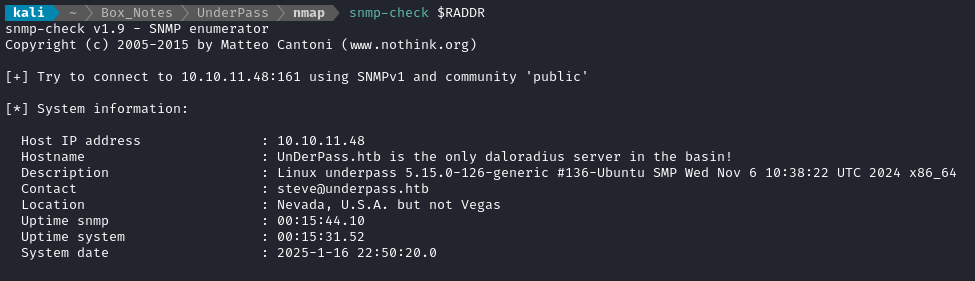 kali ~ Box_Notes UnderPass nmap snmp-check $RADDR
snmp-check v1.9 - SNMP enumerator
Copyright (c) 2005-2015 by Matteo Cantoni (www.nothink.org)
[+] Try to connect to 10.10.11.48:161 using SNMPv1 and community 'public'
[*] System information:
Host IP address : 10.10.11.48
Hostname : UnDerPass.htb is the only daloradius server in the basin!
Description : Linux underpass 5.15.0-126-generic #136-Ubuntu SMP Wed Nov 6 10:38:22 UTC 2024 x86_64
Contact : steve@underpass.htb
Location : Nevada, U.S.A. but not Vegas
Uptime snmp : 00:15:44.10
Uptime system : 00:15:31.52
System date : 2025-1-16 22:50:20.0